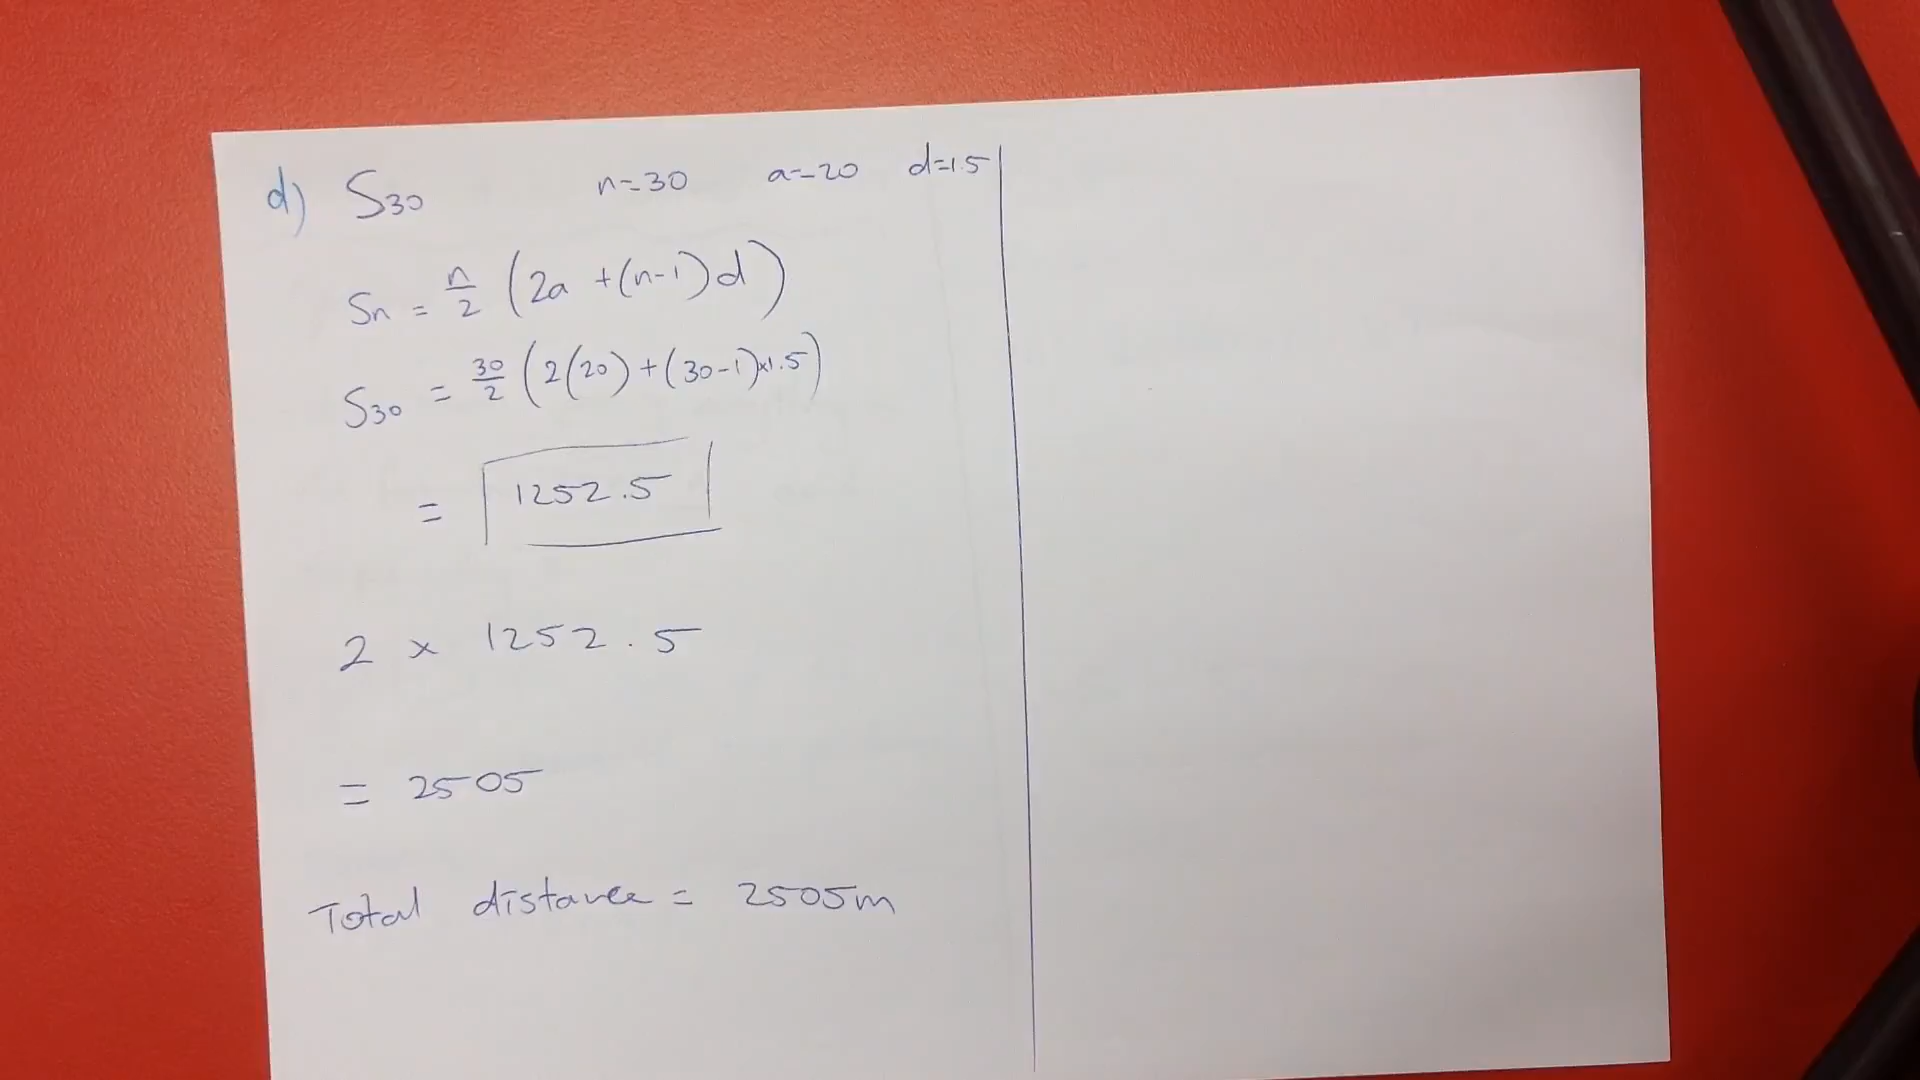 d) S30 n=30 a=20 d=1.5
Sn = n/2 (2a +(n-1)d)
S30 = 30/2 (2(20)+(30-1)×1.5)
= 1252.5
2 × 1252.5
= 2505
Total distance = 2505m